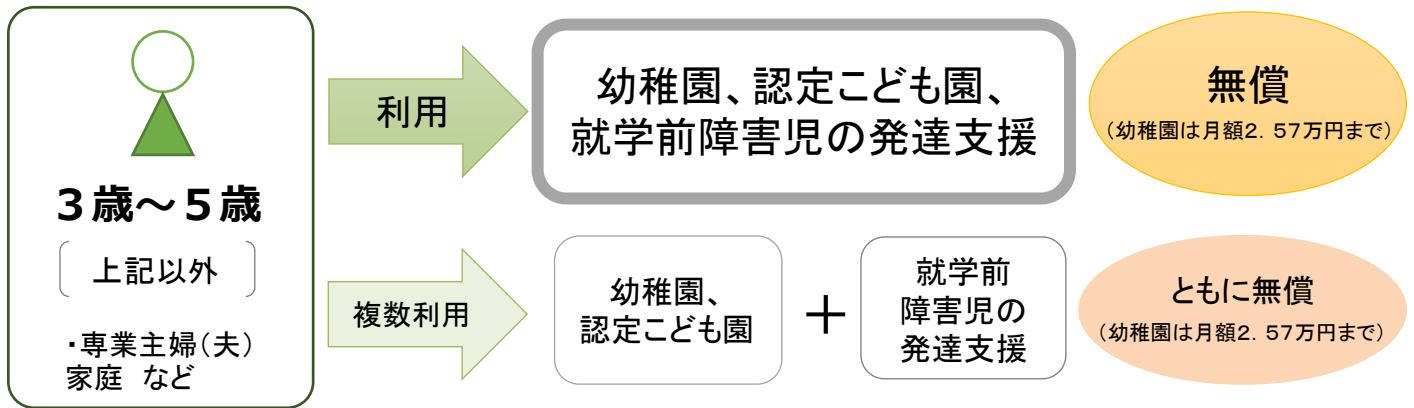 3歳～5歳
上記以外
・専業主婦（夫）
家庭　など
利用
幼稚園、認定こども園、
就学前障害児の発達支援
無償
（幼稚園は月額2．57万円まで）
複数利用
幼稚園、
認定こども園
＋
就学前
障害児の
発達支援
ともに無償
（幼稚園は月額2．57万円まで）